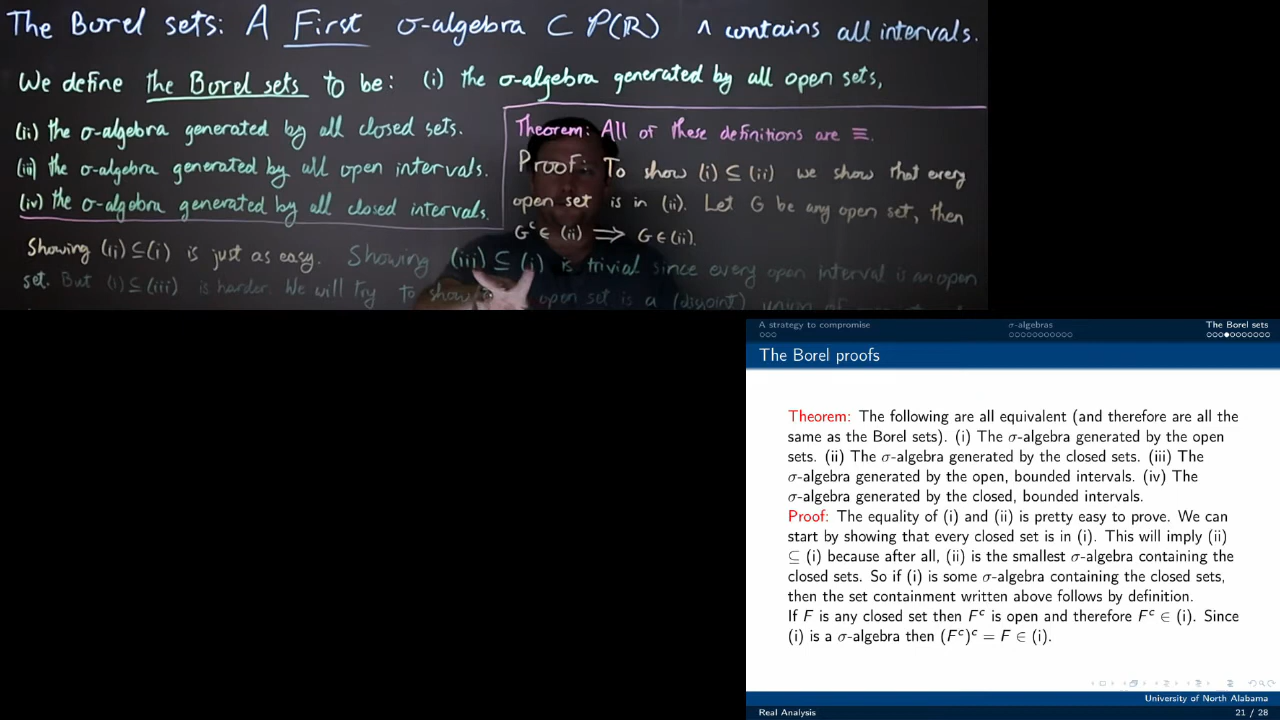 The Borel sets: A First σ-algebra ⊂ P(ℝ) ∧ contains all intervals.
We define the Borel sets to be: (i) the σ-algebra generated by all open sets,
(ii) the σ-algebra generated by all closed sets.
(iii) the σ-algebra generated by all open intervals.
(iv) the σ-algebra generated by all closed intervals.
Theorem: All of these definitions are ≡.
Proof: To show (i) ⊆ (ii) we show that every
open set is in (ii). Let G be any open set, then
Gᶜ ∈ (ii) ⟹ G ∈ (ii).
Showing (ii) ⊆ (i) is just as easy. Showing (iii) ⊆ (i) is trivial since every open interval is an open
set. But (i) ⊆ (iii) is harder. We will try to show open set is a (disjoint) union of
A strategy to compromise
σ-algebras
The Borel sets
The Borel proofs
Theorem: The following are all equivalent (and therefore are all the
same as the Borel sets). (i) The σ-algebra generated by the open
sets. (ii) The σ-algebra generated by the closed sets. (iii) The
σ-algebra generated by the open, bounded intervals. (iv) The
σ-algebra generated by the closed, bounded intervals.
Proof: The equality of (i) and (ii) is pretty easy to prove. We can
start by showing that every closed set is in (i). This will imply (ii)
⊆ (i) because after all, (ii) is the smallest σ-algebra containing the
closed sets. So if (i) is some σ-algebra containing the closed sets,
then the set containment written above follows by definition.
If F is any closed set then Fᶜ is open and therefore Fᶜ ∈ (i). Since
(i) is a σ-algebra then (Fᶜ)ᶜ = F ∈ (i).
University of North Alabama
Real Analysis
21 / 28